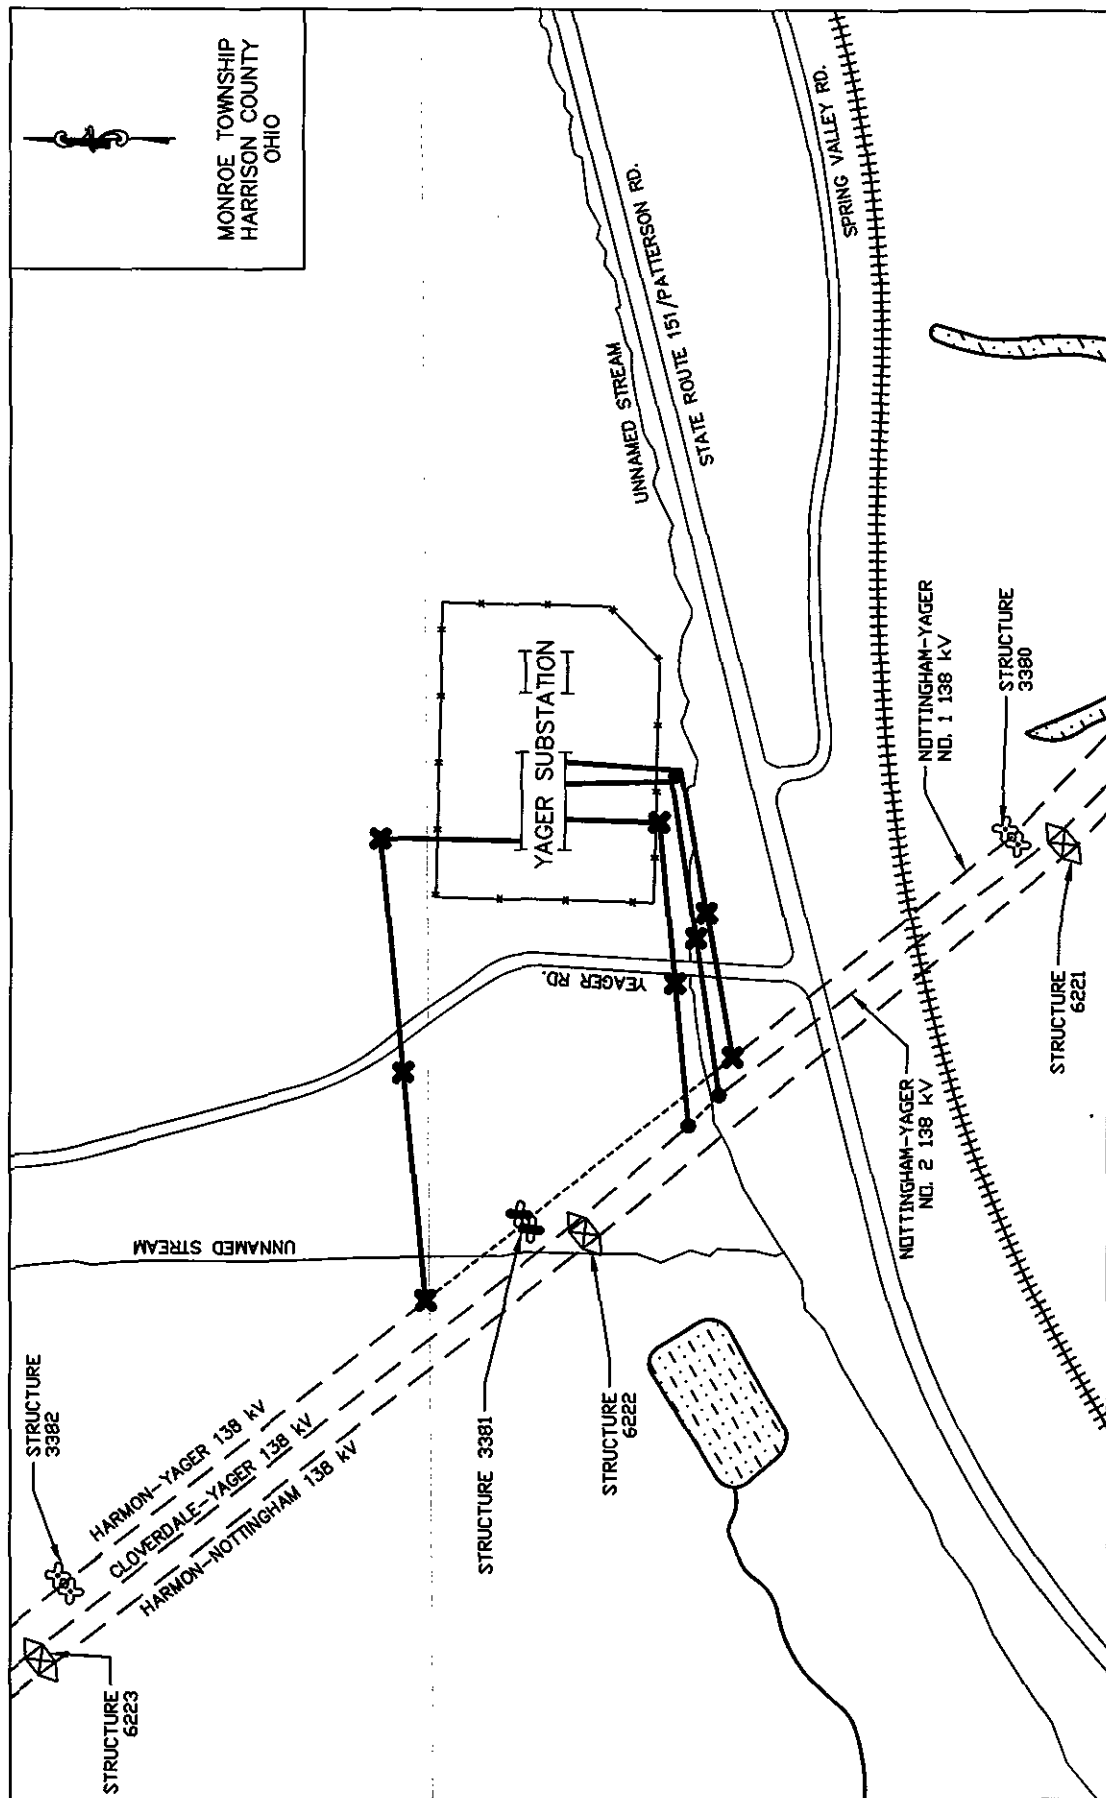 MONROE TOWNSHIP
HARRISON COUNTY
OHIO
SPRING VALLEY RD.
STATE ROUTE 151/PATTERSON RD.
UNNAMED STREAM
YAGER SUBSTATION
NOTTINGHAM-YAGER
NO. 1 138 kV
STRUCTURE
3380
YEAGER RD.
STRUCTURE
6221
NOTTINGHAM-YAGER
NO. 2 138 kV
UNNAMED STREAM
STRUCTURE
3382
HARMON-YAGER 138 kV
CLOVERDALE-YAGER 138 kV
HARMON-NOTTINGHAM 138 kV
STRUCTURE 3381
STRUCTURE
6222
STRUCTURE
6223